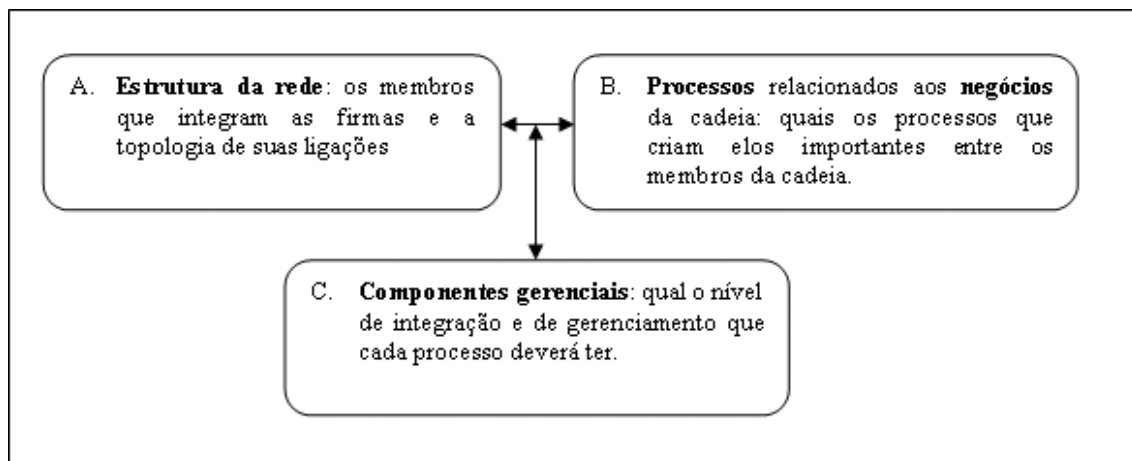 A. Estrutura da rede: os membros
que integram as firmas e a
topologia de suas ligações
B. Processos relacionados aos negócios
da cadeia: quais os processos que
criam elos importantes entre os
membros da cadeia.
C. Componentes gerenciais: qual o nível
de integração e de gerenciamento que
cada processo deverá ter.